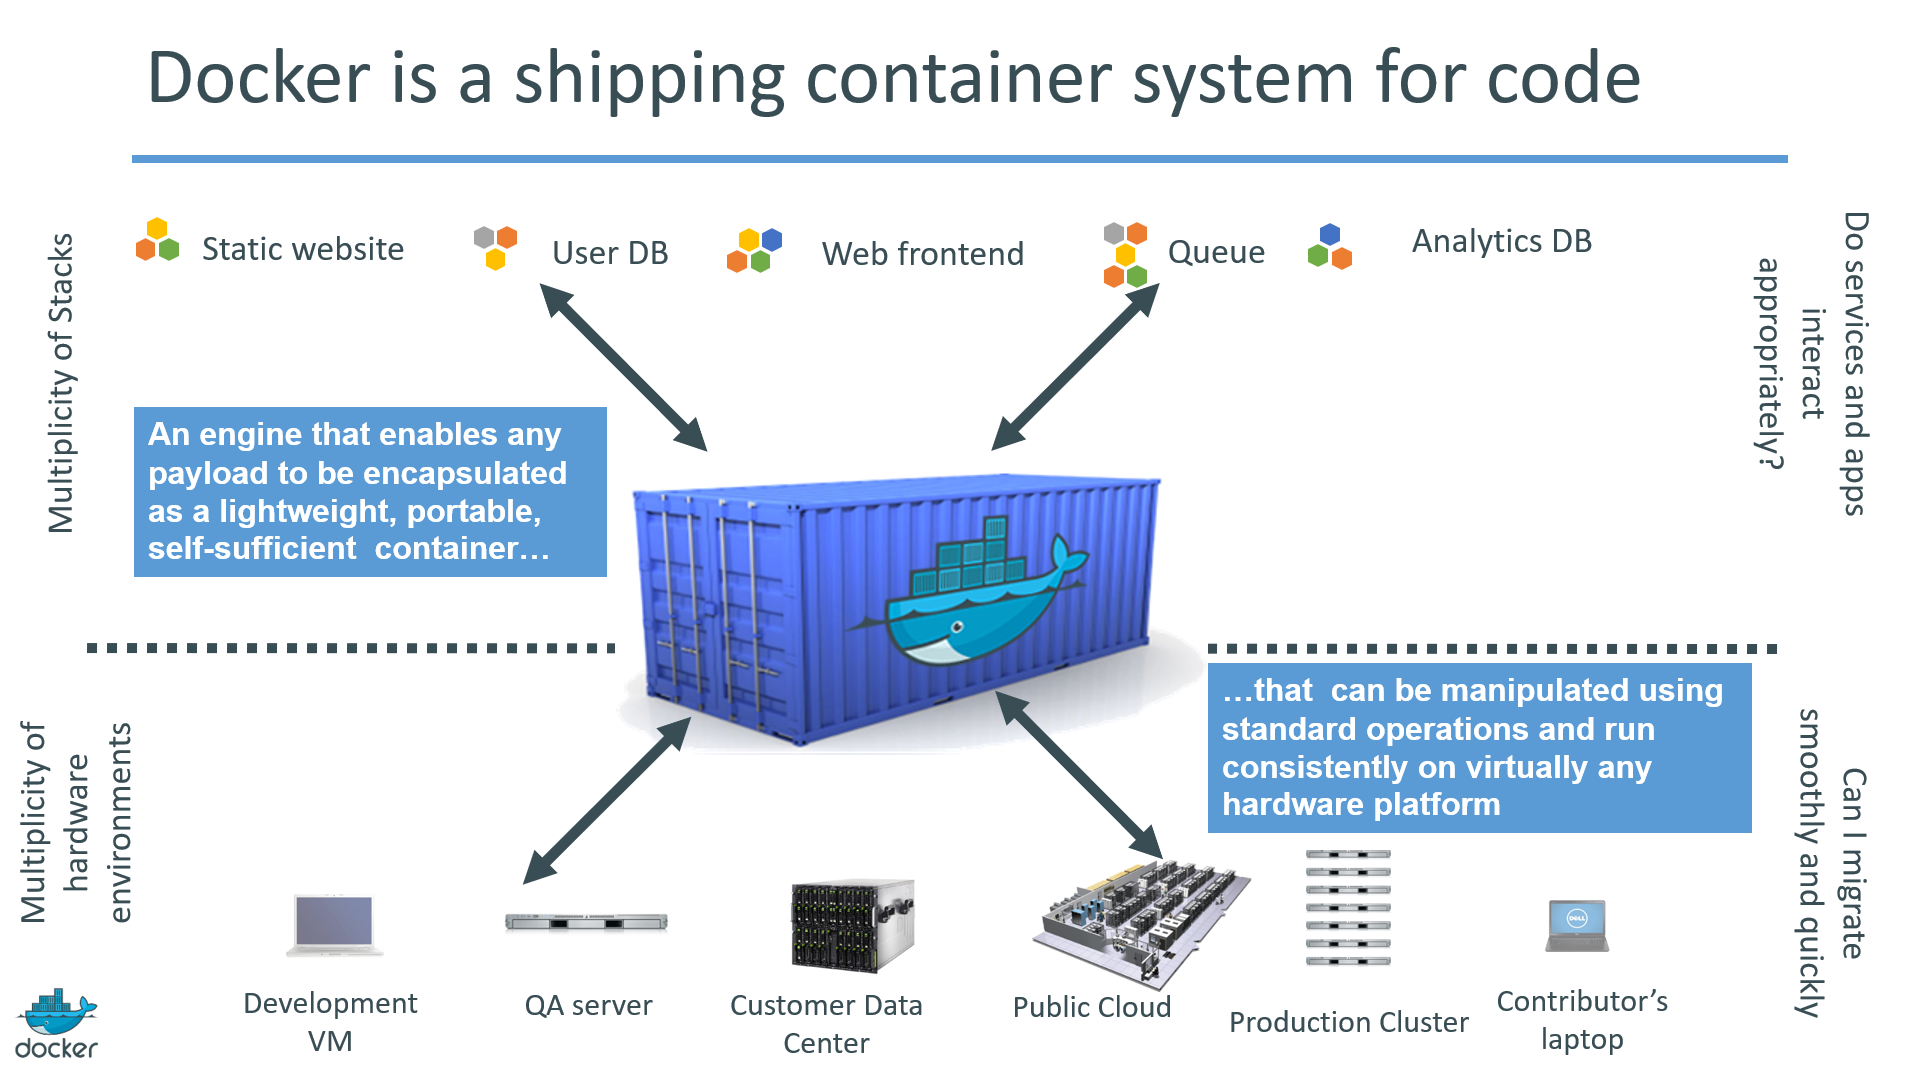 Docker is a shipping container system for code
Static website
User DB
Web frontend
Queue
Analytics DB
Multiplicity of Stacks
Do services and apps
interact
appropriately?
An engine that enables any
payload to be encapsulated
as a lightweight, portable,
self-sufficient  container…
…that  can be manipulated using
standard operations and run
consistently on virtually any
hardware platform
Multiplicity of
hardware
environments
Can I migrate
smoothly and quickly
DELL
Development
VM
QA server
Customer Data
Center
Public Cloud
Production Cluster
Contributor’s
laptop
docker